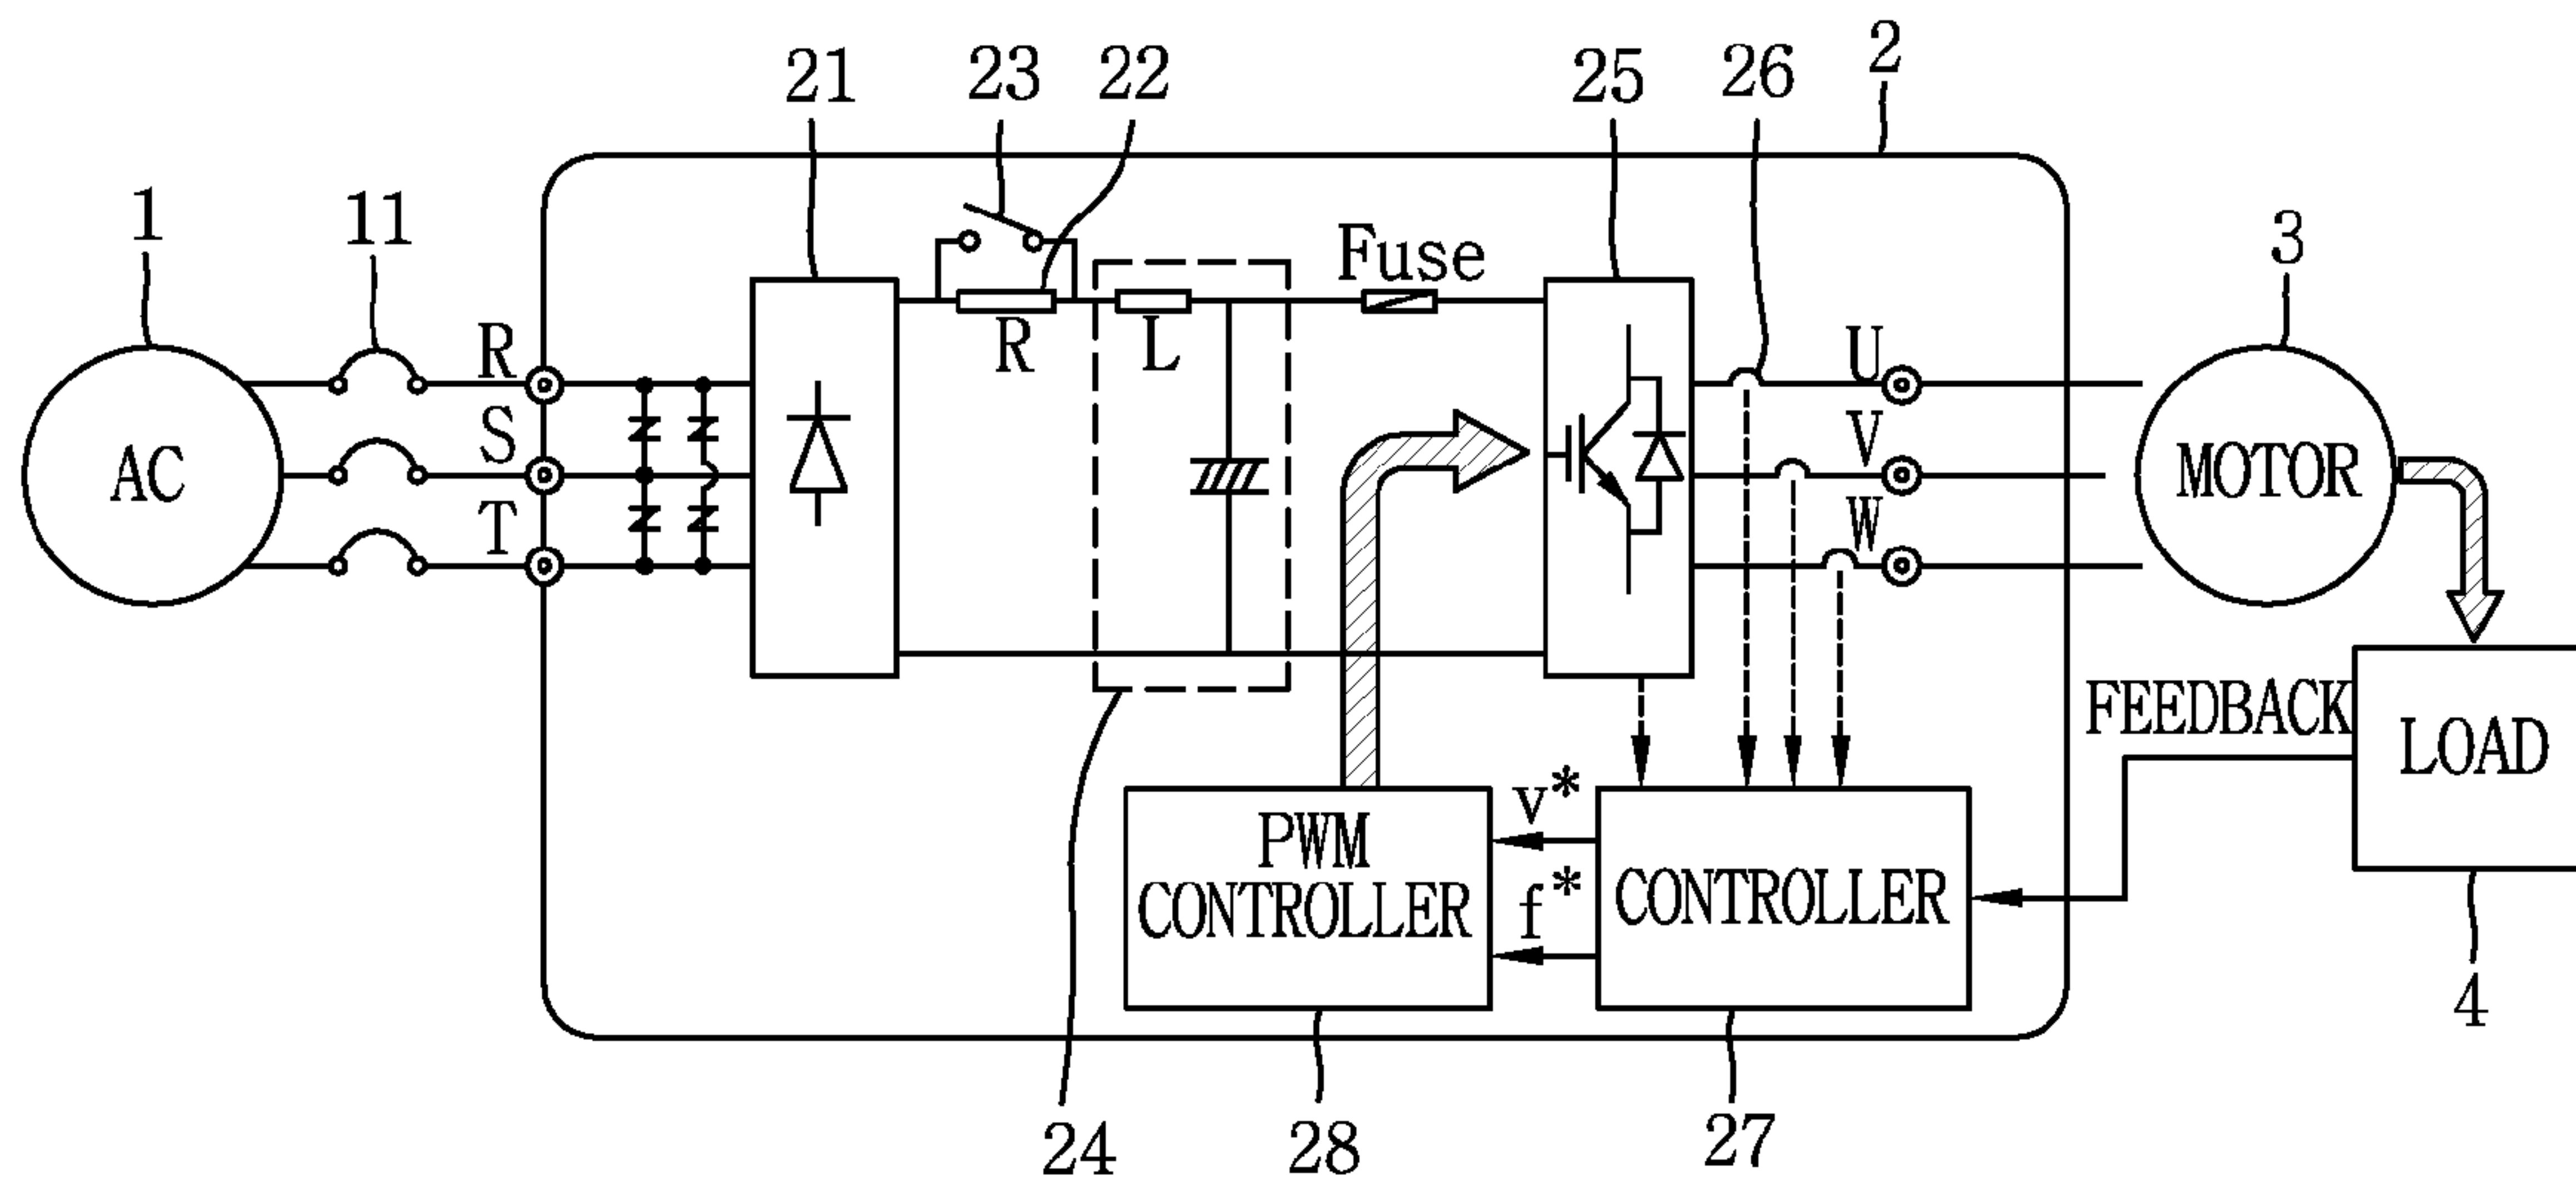 2
21
23
22
25
26
1
11
3
Fuse
R
R
L
U
S
V
AC
MOTOR
T
W
FEEDBACK
LOAD
v*
PWM
CONTROLLER
f*
CONTROLLER
4
24
28
27